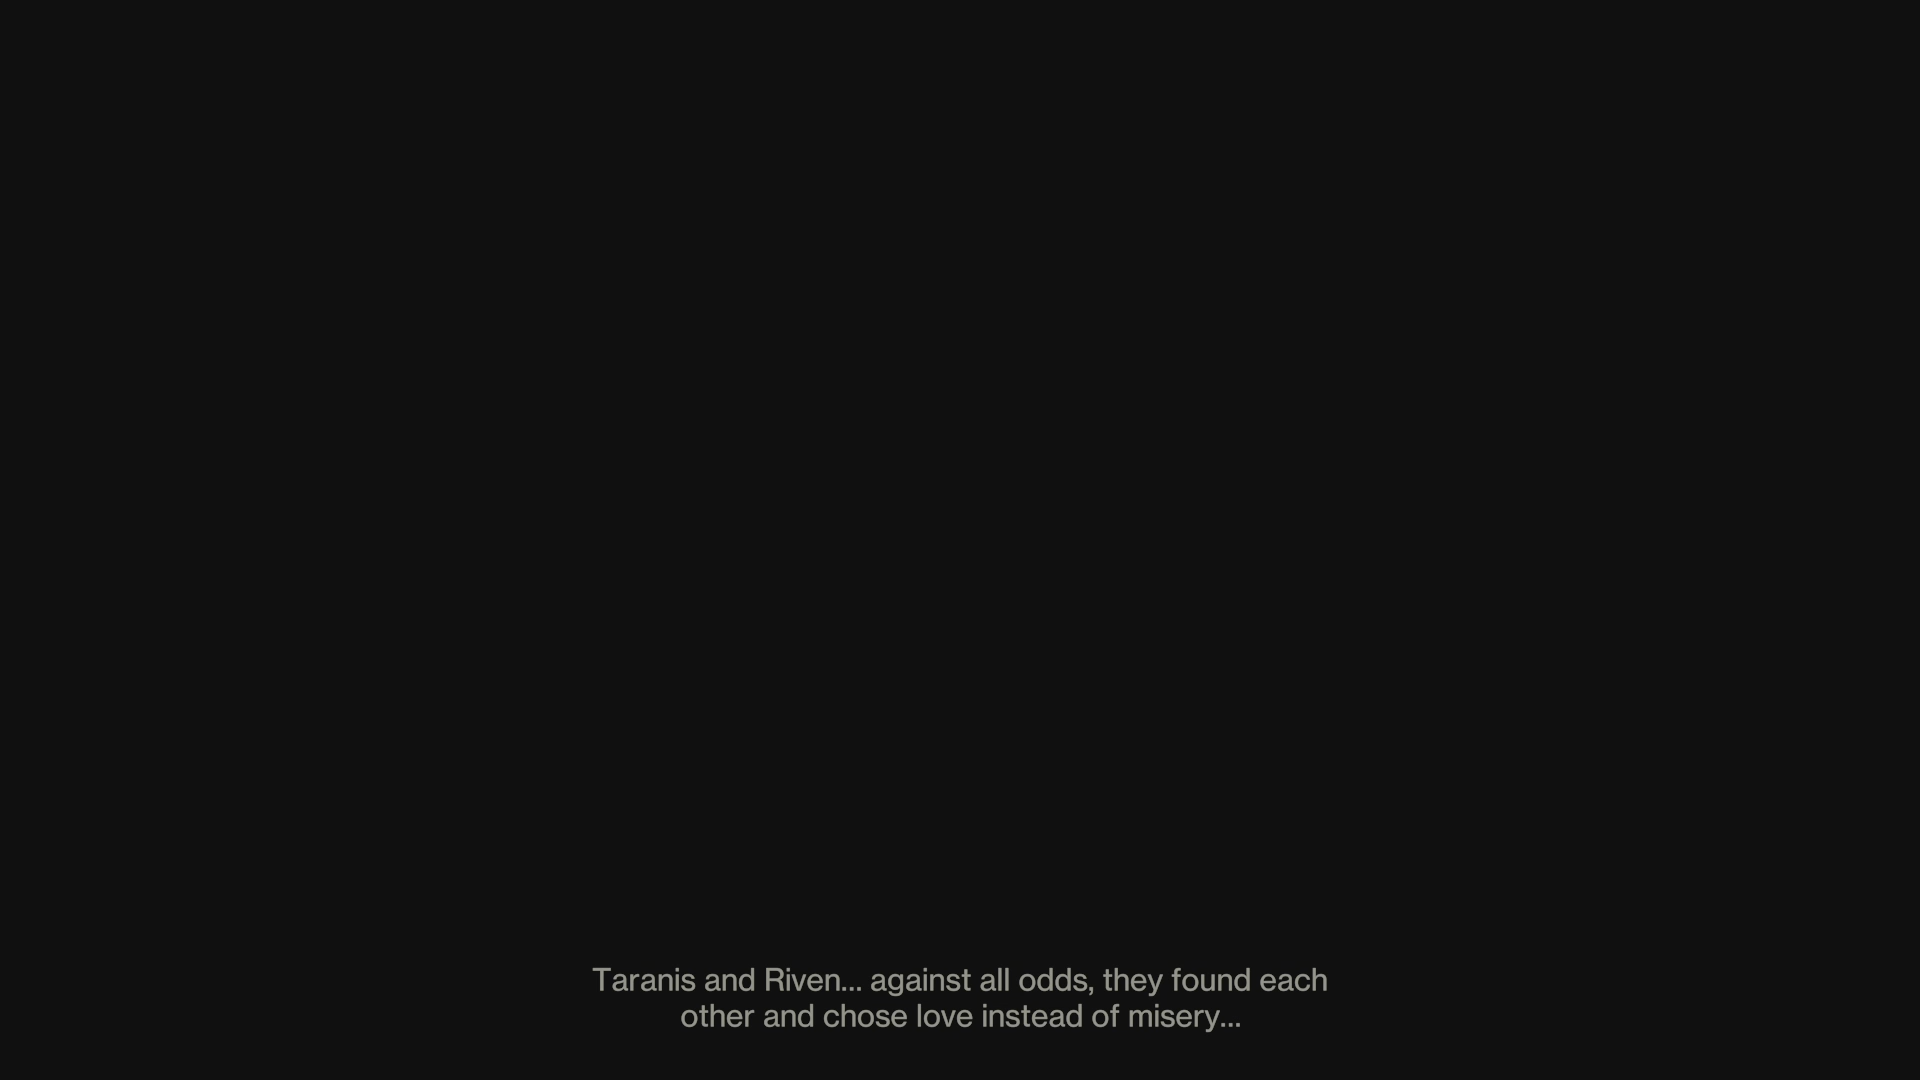 Taranis and Riven... against all odds, they found each
other and chose love instead of misery...